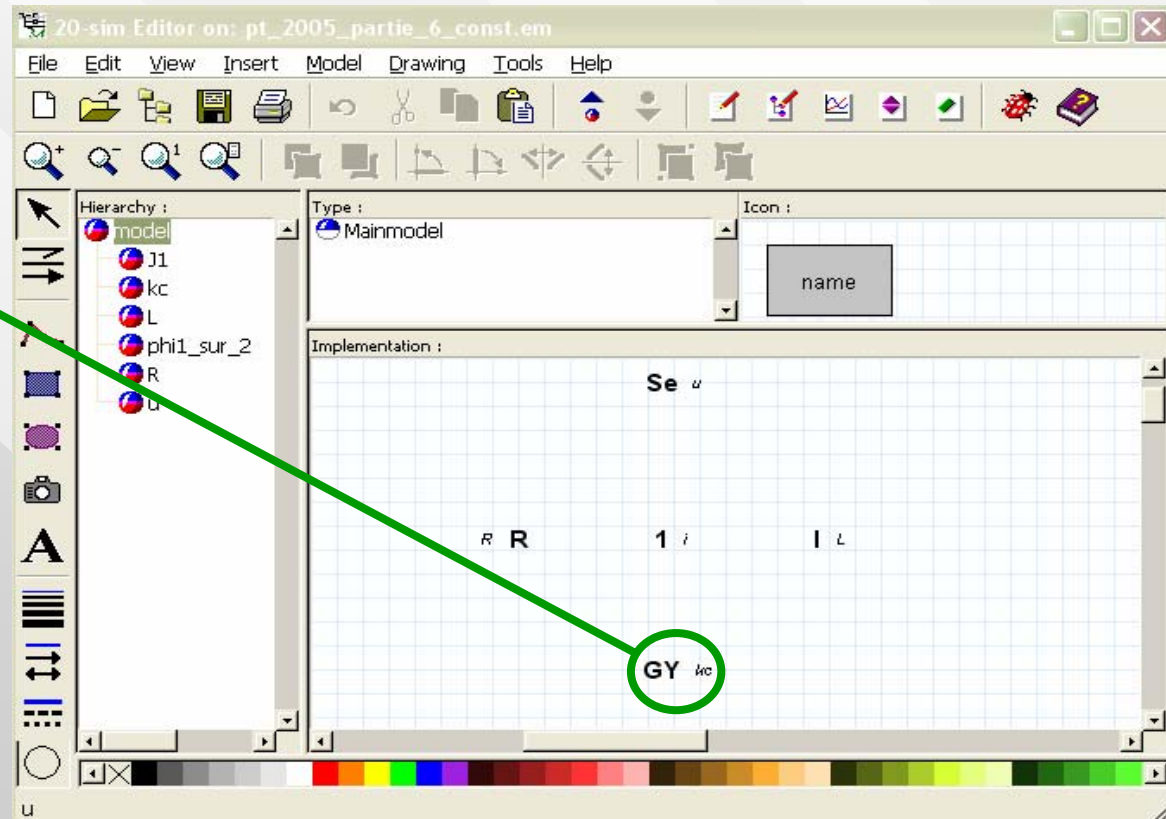 20-sim Editor on: pt_2005_partie_6_const.em
File Edit View Insert Model Drawing Tools Help
Hierarchy :
model
J1
kc
L
phi1_sur_2
R
u
Type :
Mainmodel
Icon :
name
Implementation :
Se u
R R 1 i I L
GY kc
A
u